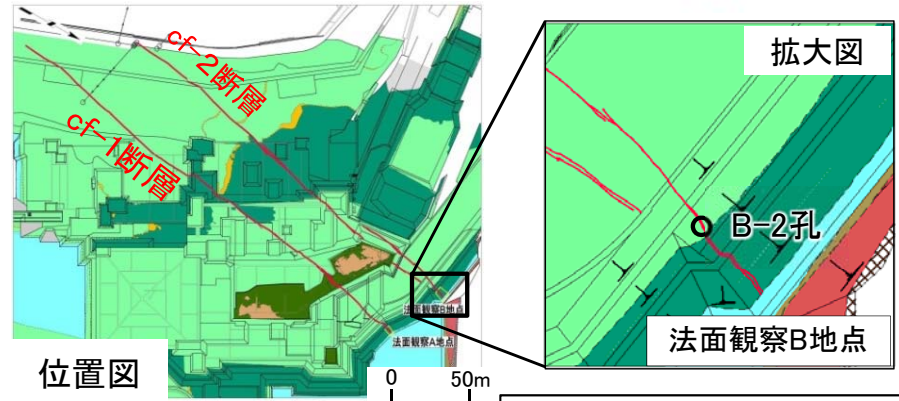 cf-2断層
cf-1断層
法面観察B地点
法面観察A地点
位置図
0 50m
拡大図
B-2孔
法面観察B地点